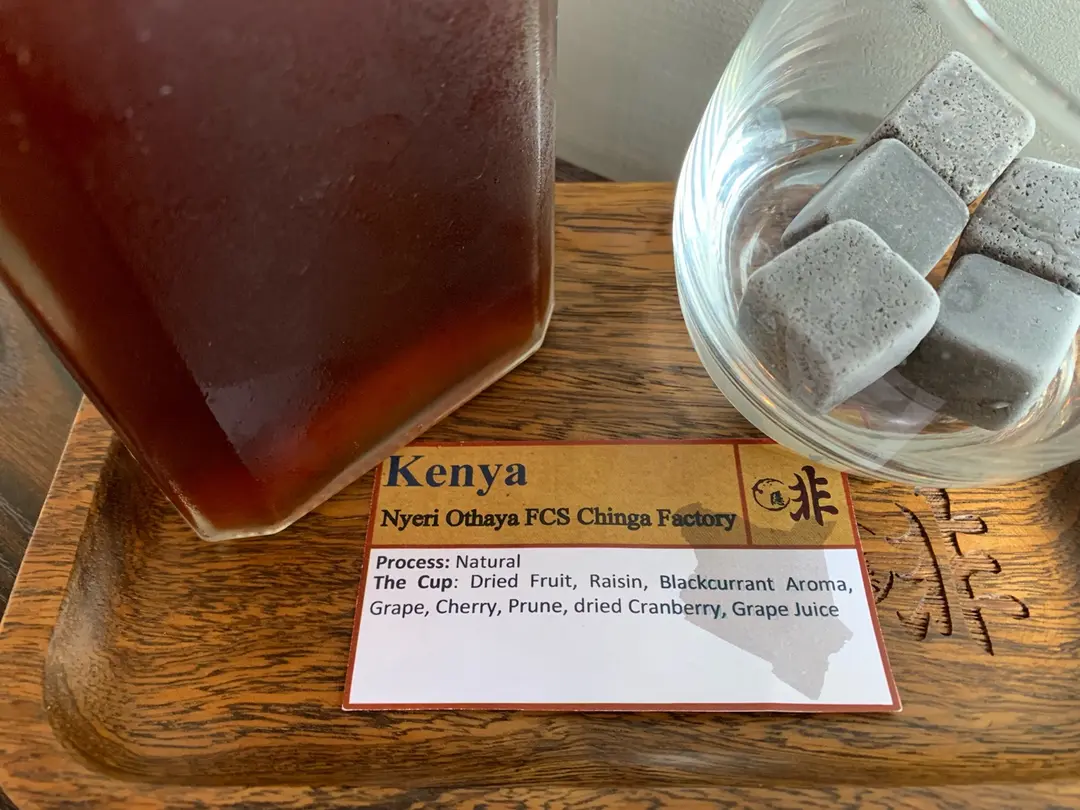 Kenya
Nyeri Othaya FCS Chinga Factory
非
Process: Natural
The Cup: Dried Fruit, Raisin, Blackcurrant Aroma,
Grape, Cherry, Prune, dried Cranberry, Grape Juice
非